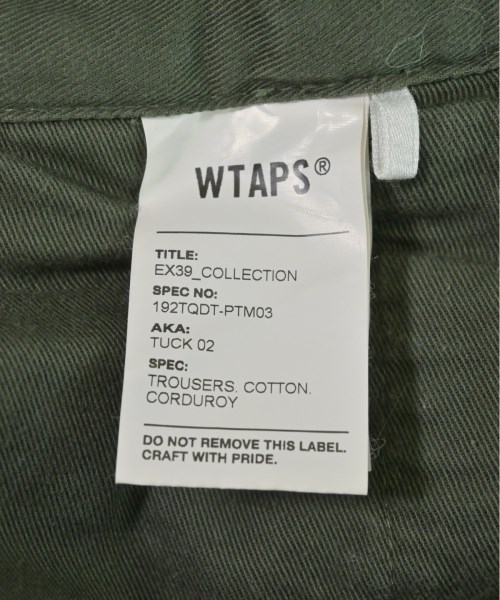 WTAPS®
TITLE:
EX39_COLLECTION
SPEC NO:
192TQDT-PTM03
AKA:
TUCK 02
SPEC:
TROUSERS. COTTON.
CORDUROY
DO NOT REMOVE THIS LABEL.
CRAFT WITH PRIDE.